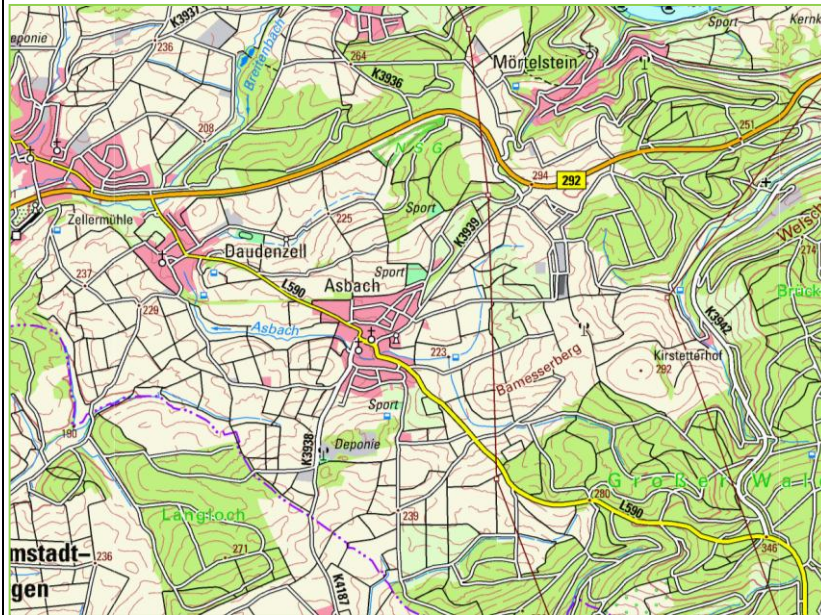 K3937
Sport
Kernk
eponie
236
Breitenbach
264
K3936
Mörtelstein
208
251
N S G
294
292
Zellermühle
225
Sport
K3939
Welsch
Daudenzell
237
Sport
274
Asbach
L590
Brück
229
K3942
Asbach
223
Kirstetterhof
292
Bamesserberg
Sport
190
K3938
Deponie
Großer Wal
280
L590
Langloch
239
mstadt-
236
271
346
gen
K4187